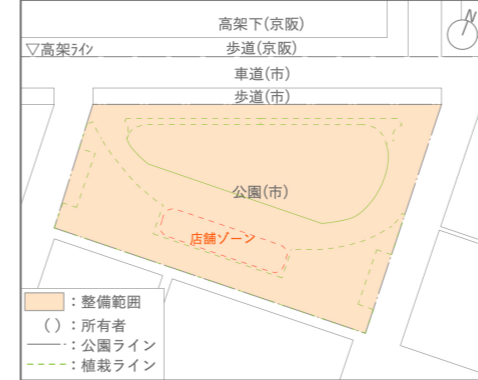 高架下(京阪)
N
▽高架ライン
歩道(京阪)
車道(市)
歩道(市)
公園(市)
店舗ゾーン
：整備範囲
( )：所有者
：公園ライン
：植栽ライン